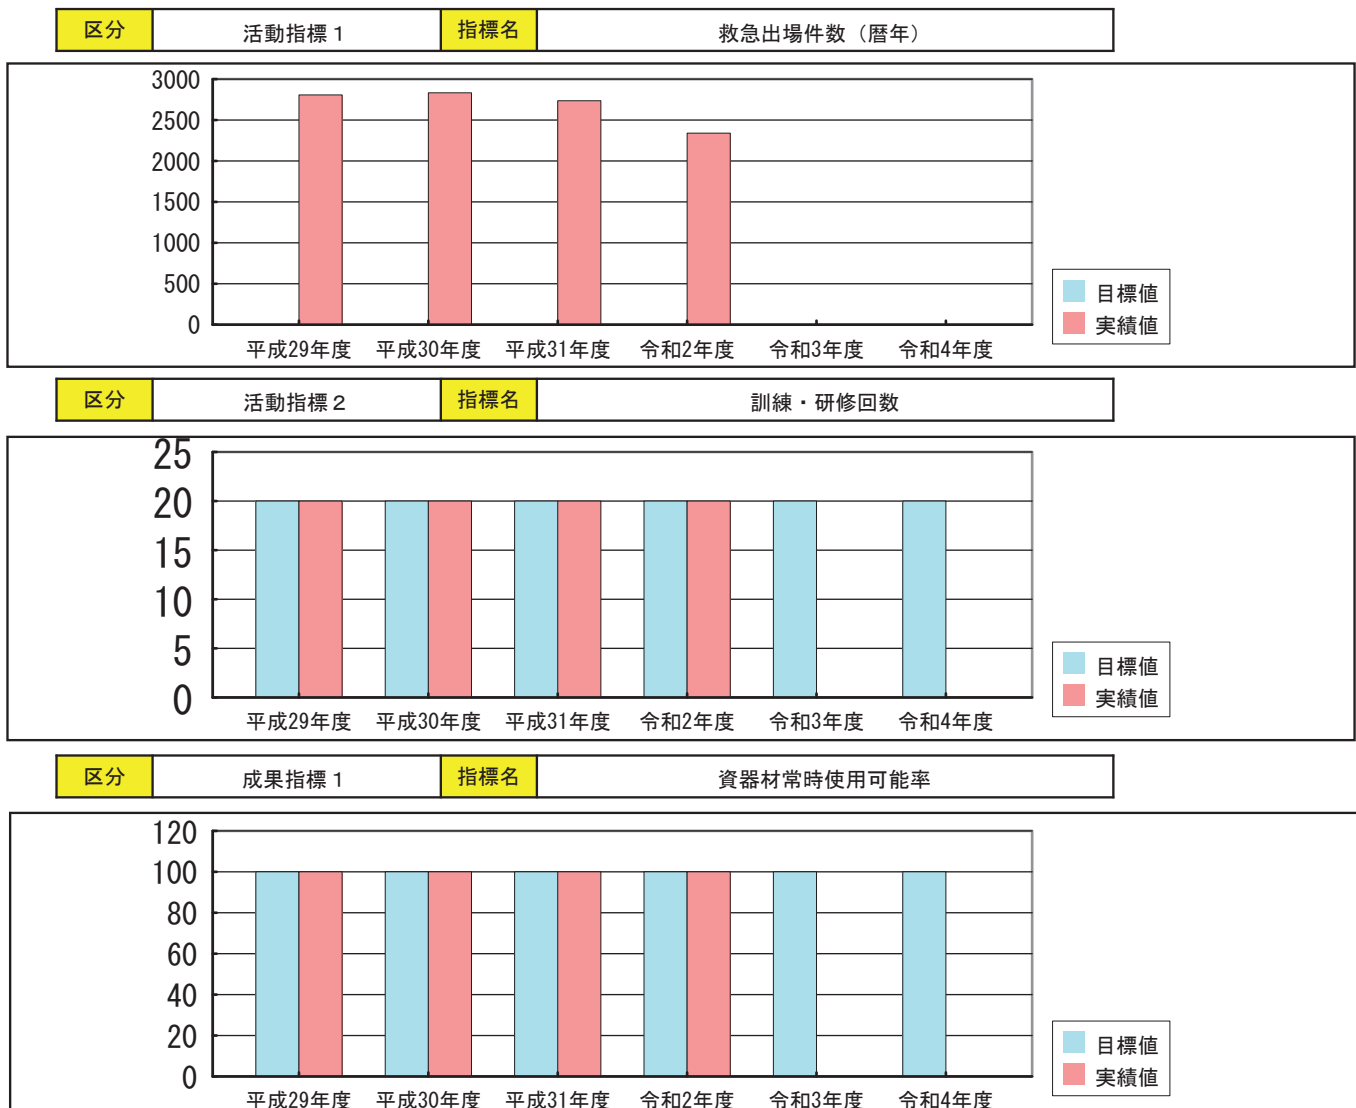 区分 活動指標１ 指標名 救急出場件数（暦年）
3000
2500
2000
1500
1000
500
0
平成29年度 平成30年度 平成31年度 令和2年度 令和3年度 令和4年度
目標値
実績値
区分 活動指標２ 指標名 訓練・研修回数
25
20
15
10
5
0
平成29年度 平成30年度 平成31年度 令和2年度 令和3年度 令和4年度
目標値
実績値
区分 成果指標１ 指標名 資器材常時使用可能率
120
100
80
60
40
20
0
平成29年度 平成30年度 平成31年度 令和2年度 令和3年度 令和4年度
目標値
実績値